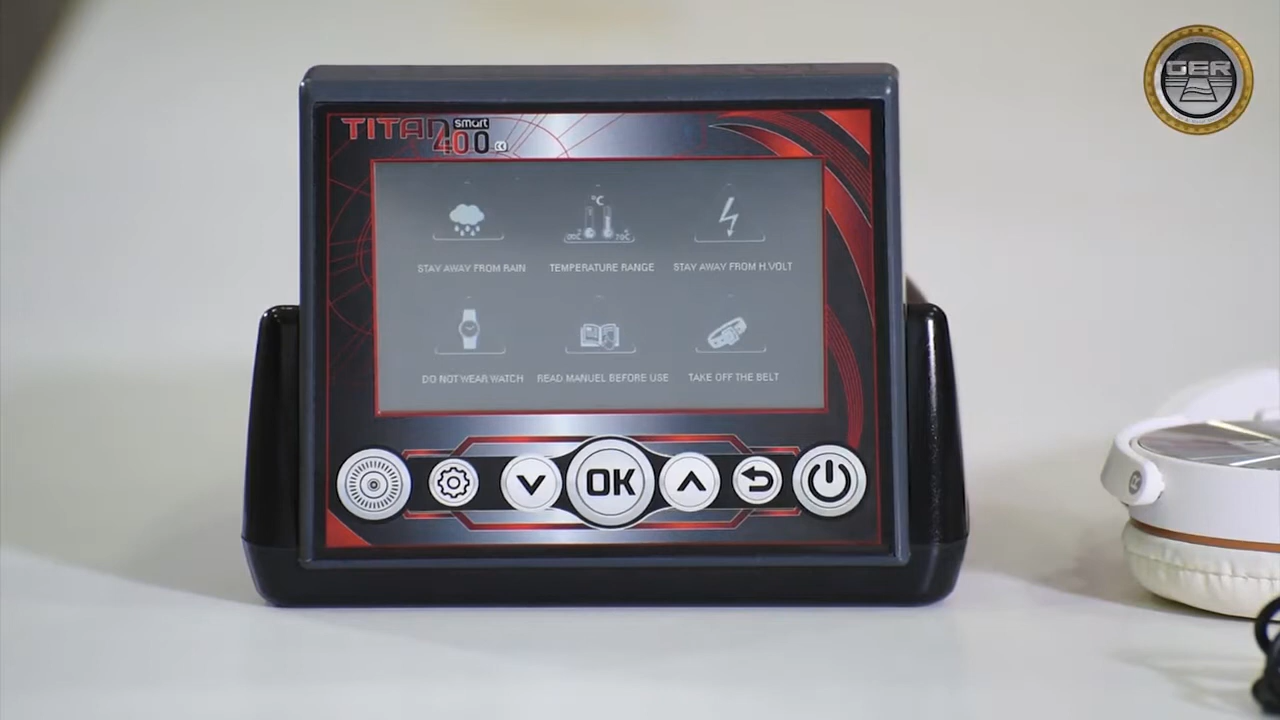 GER
TITAN
smart
400
°C
STAY AWAY FROM RAIN
TEMPERATURE RANGE
STAY AWAY FROM H.VOLT
DO NOT WEAR WATCH
READ MANUEL BEFORE USE
TAKE OFF THE BELT
OK
R